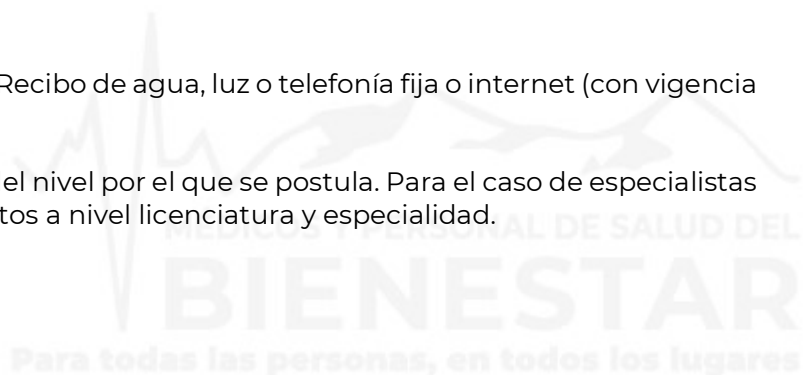 Recibo de agua, luz o telefonía fija o internet (con vigencia
el nivel por el que se postula. Para el caso de especialistas
tos a nivel licenciatura y especialidad.
MÉDICOS Y PERSONAL DE SALUD DEL
BIENESTAR
Para todas las personas, en todos los lugares